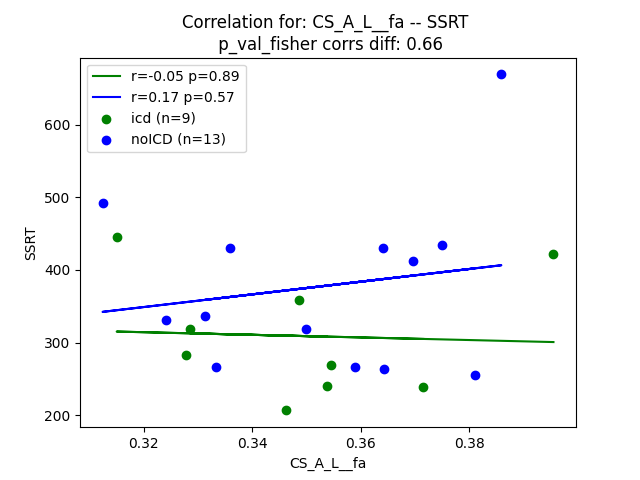 Correlation for: CS_A_L__fa -- SSRT
p_val_fisher corrs diff: 0.66
r=-0.05 p=0.89
r=0.17 p=0.57
icd (n=9)
noICD (n=13)
600
500
400
300
200
SSRT
0.32 0.34 0.36 0.38
CS_A_L__fa